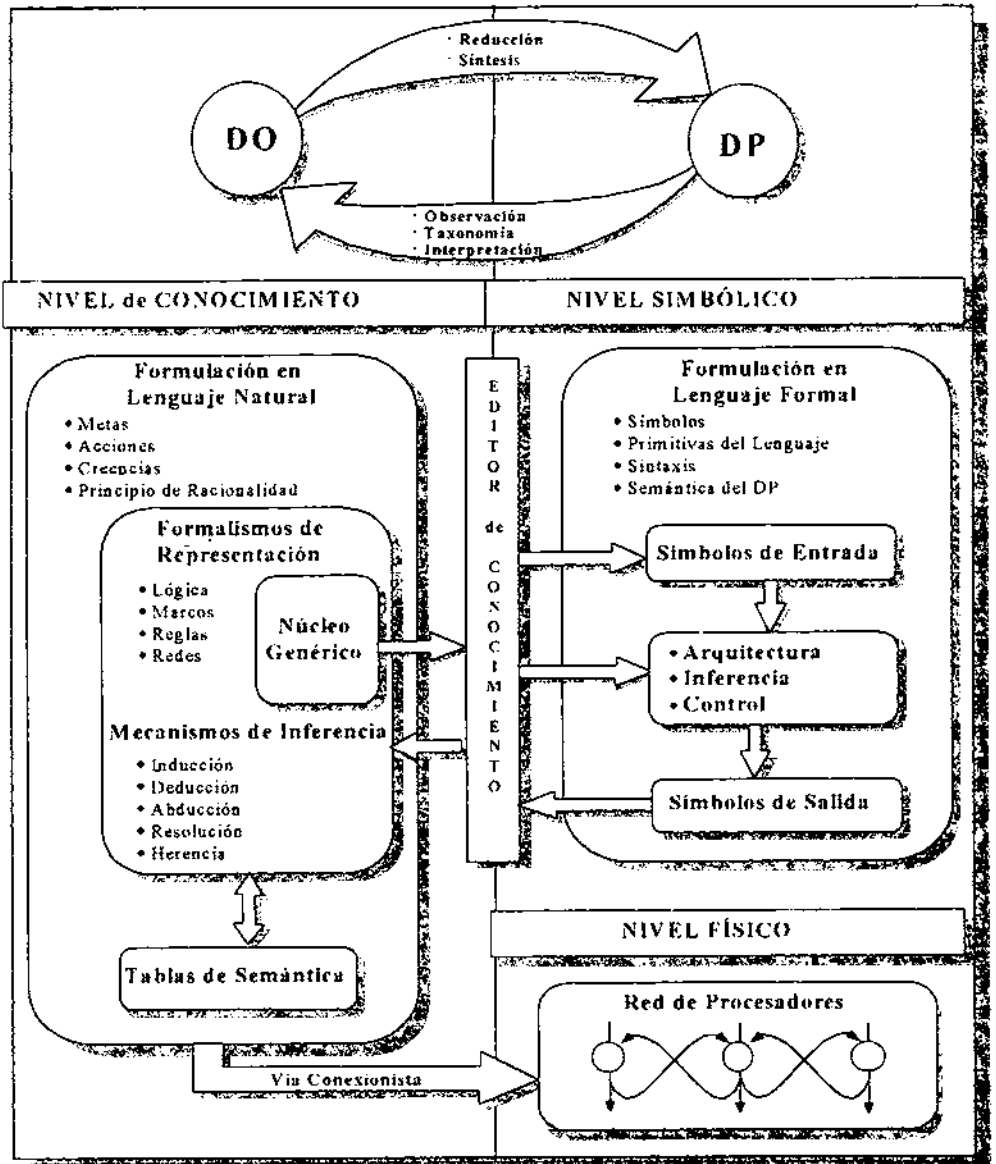 · Reducción
· Síntesis
DO
DP
· Observación
· Taxonomía
· Interpretación
NIVEL de CONOCIMIENTO
NIVEL SIMBÓLICO
Formulación en
Lenguaje Natural
• Metas
• Acciones
• Creencias
• Principio de Racionalidad
Formalismos de
Representación
• Lógica
• Marcos
• Reglas
• Redes
Núcleo
Genérico
Mecanismos de Inferencia
• Inducción
• Deducción
• Abducción
• Resolución
• Herencia
Tablas de Semántica
EDITOR de CONOCIMIENTO
Formulación en
Lenguaje Formal
• Símbolos
• Primitivas del Lenguaje
• Sintaxis
• Semántica del DP
Símbolos de Entrada
• Arquitectura
• Inferencia
• Control
Símbolos de Salida
NIVEL FÍSICO
Red de Procesadores
Vía Conexionista